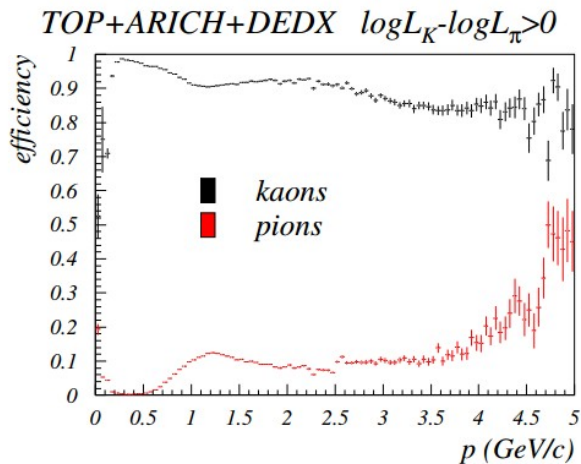 TOP+ARICH+DEDX logL_K-logL_π>0
efficiency
1
0.9
0.8
0.7
0.6
0.5
0.4
0.3
0.2
0.1
0
kaons
pions
0 0.5 1 1.5 2 2.5 3 3.5 4 4.5 5
p (GeV/c)